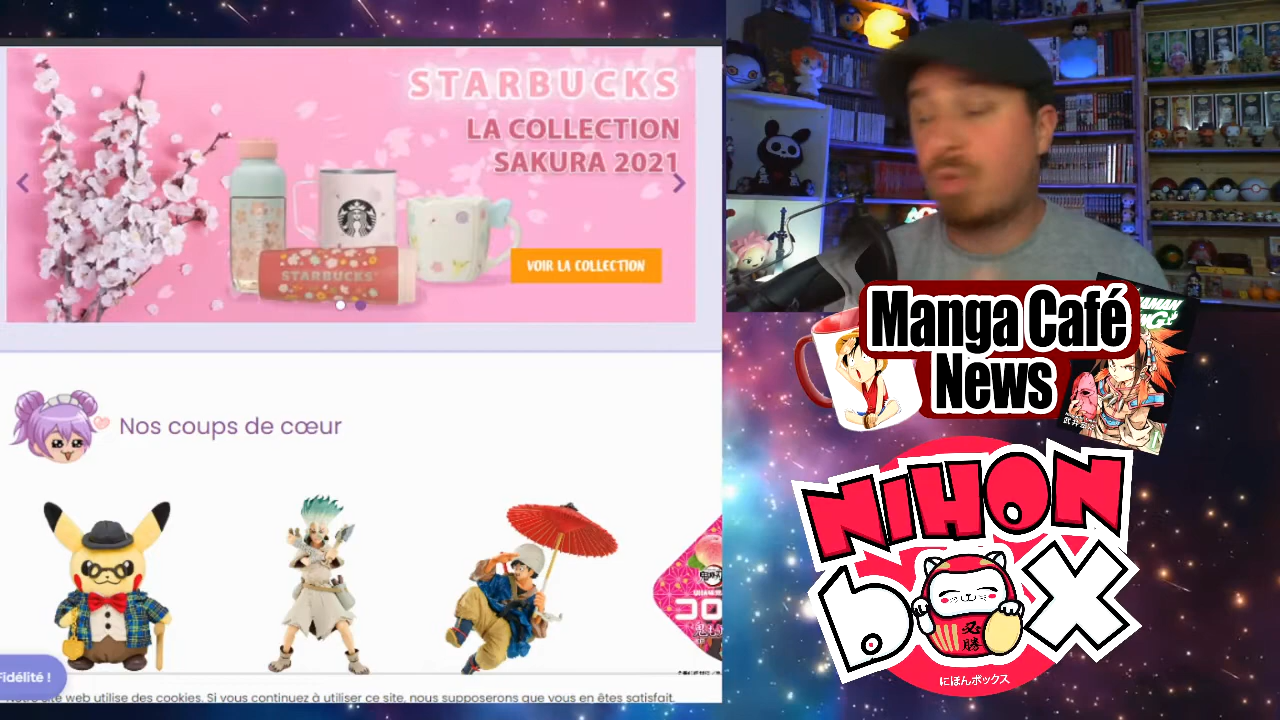 STARBUCKS
LA COLLECTION
SAKURA 2021
STARBUCKS
VOIR LA COLLECTION
Nos coups de cœur
Fidélité !
site web utilise des cookies. Si vous continuez à utiliser ce site, nous supposerons que vous en êtes satisfait.
Manga Café
News
NiHON
bOX
必勝
にほんボックス